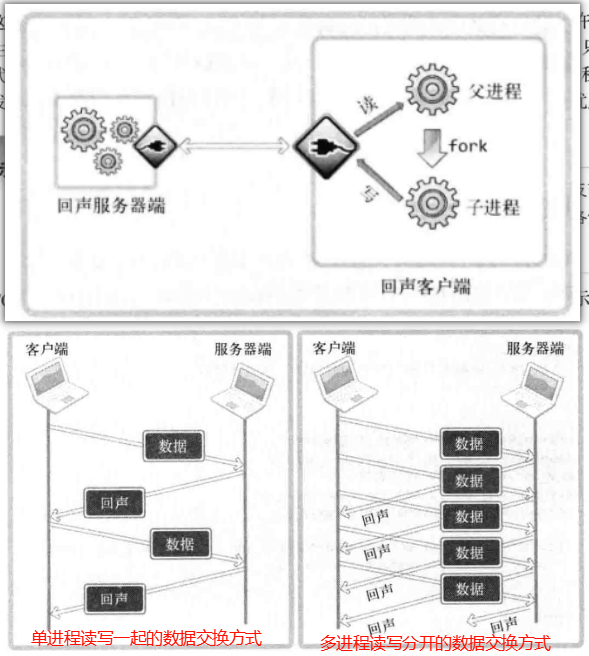 读
父进程
fork
写
子进程
回声服务器端
回声客户端
客户端
服务器端
数据
回声
数据
回声
单进程读写一起的数据交换方式
客户端
服务器端
数据
数据
数据
回声
数据
回声
数据
回声
回声
回声
多进程读写分开的数据交换方式